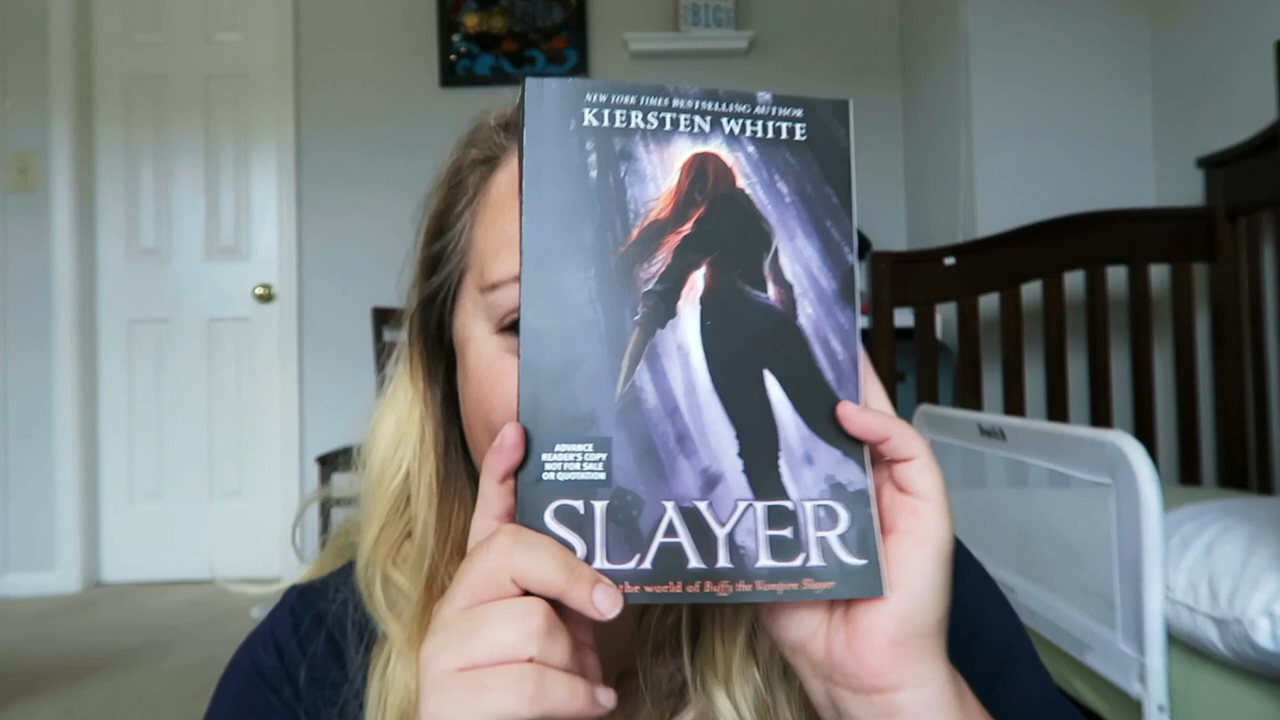 BIG
NEW YORK TIMES BESTSELLING AUTHOR
KIERSTEN WHITE
ADVANCE
READER'S COPY
NOT FOR SALE
OR QUOTATION
SLAYER
the world of Buffy the Vampire Slayer